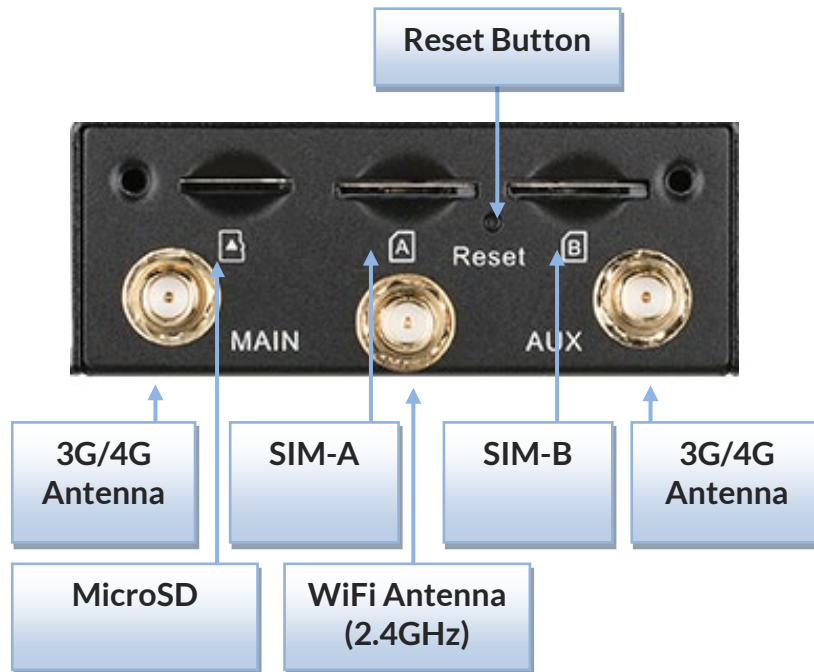 Reset Button
A
Reset
B
MAIN
AUX
3G/4G
Antenna
SIM-A
SIM-B
3G/4G
Antenna
MicroSD
WiFi Antenna
(2.4GHz)